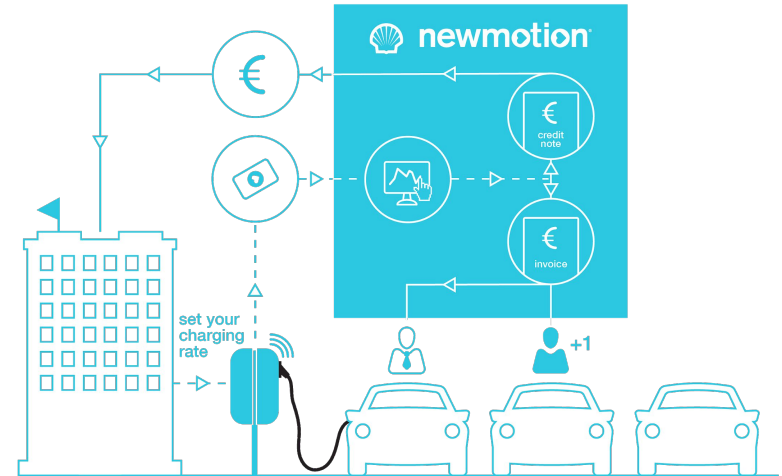 newmotion
€
€
credit
note
€
invoice
set your
charging
rate
+1